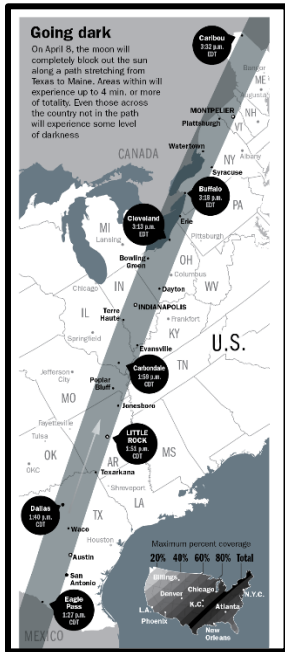 Going dark
On April 8, the moon will
completely block out the sun
along a path stretching from
Texas to Maine. Areas within will
experience up to 4 min. or more
of totality. Even those across
the country not in the path
will experience some level
of darkness
Caribou
3:32 p.m.
EDT
Bangor
ME
Augusta
MONTPELIER
VT
NH
Plattsburgh
MA
Watertown
NY
Albany
Syracuse
CANADA
Buffalo
3:18 p.m.
EDT
PA
Erie
Cleveland
3:13 p.m.
EDT
MI
Lansing
Pittsburgh
Bowling
Green
OH
Columbus
Chicago
IN
Dayton
WV
INDIANAPOLIS
IL
Terre
Haute
Frankfort
Springfield
KY
Evansville
U.S.
Jefferson
City
Carbondale
1:59 p.m.
CDT
TN
MO
Poplar
Bluff
Jonesboro
Fayetteville
Tulsa
LITTLE
ROCK
1:51 p.m.
CDT
OK
OKC
AR
MS
Texarkana
Shreveport
LA
Dallas
1:40 p.m.
CDT
TX
Waco
Houston
Austin
San
Antonio
Eagle
Pass
1:27 p.m.
CDT
MEXICO
Maximum percent coverage
20% 40% 60% 80% Total
Billings
Chicago
N.Y.C.
Denver
K.C.
L.A.
Atlanta
Phoenix
New
Orleans